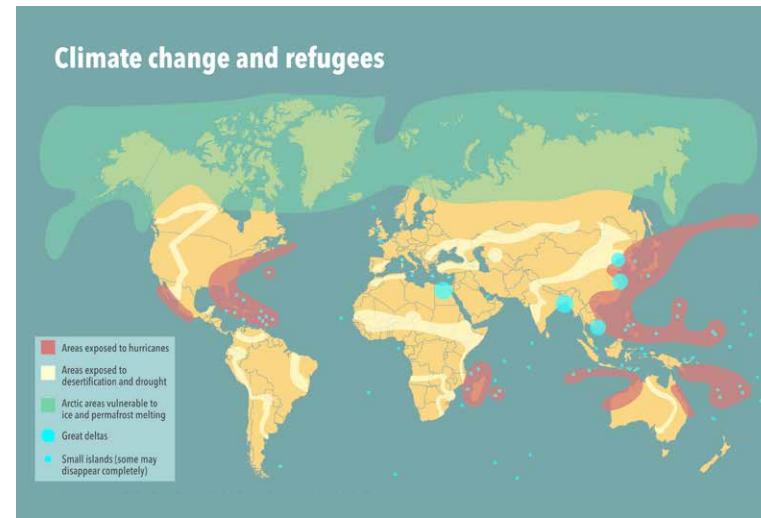 Climate change and refugees
Areas exposed to hurricanes
Areas exposed to
desertification and drought
Arctic areas vulnerable to
ice and permafrost melting
Great deltas
Small islands (some may
disappear completely)